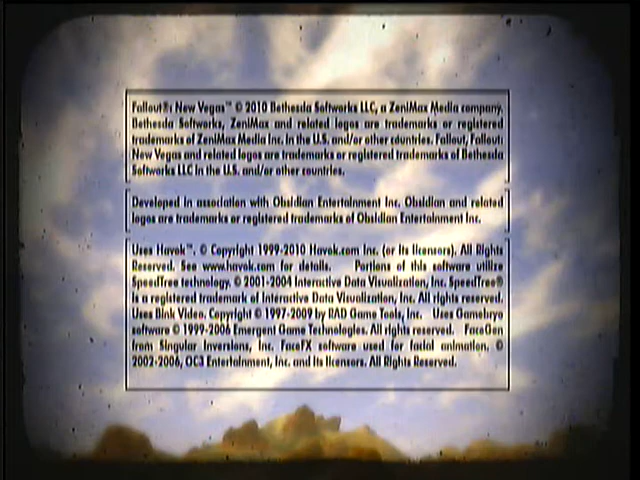 Fallout®: New Vegas™ © 2010 Bethesda Softworks LLC, a ZeniMax Media company.
Bethesda Softworks, ZeniMax and related logos are trademarks or registered
trademarks of ZeniMax Media Inc. in the U.S. and/or other countries. Fallout, Fallout:
New Vegas and related logos are trademarks or registered trademarks of Bethesda
Softworks LLC in the U.S. and/or other countries.
Developed in association with Obsidian Entertainment Inc. Obsidian and related
logos are trademarks or registered trademarks of Obsidian Entertainment Inc.
Uses Havok™. © Copyright 1999-2010 Havok.com Inc. (or its licensors). All Rights
Reserved. See www.havok.com for details. Portions of this software utilize
SpeedTree technology. © 2001-2004 Interactive Data Visualization, Inc. SpeedTree®
is a registered trademark of Interactive Data Visualization, Inc. All rights reserved.
Uses Bink Video. Copyright © 1997-2009 by RAD Game Tools, Inc. Uses Gamebryo
software © 1999-2006 Emergent Game Technologies. All rights reserved. FaceGen
from Singular Inversions, Inc. FaceFX software used for facial animation. ©
2002-2006, OC3 Entertainment, Inc. and its licensors. All Rights Reserved.